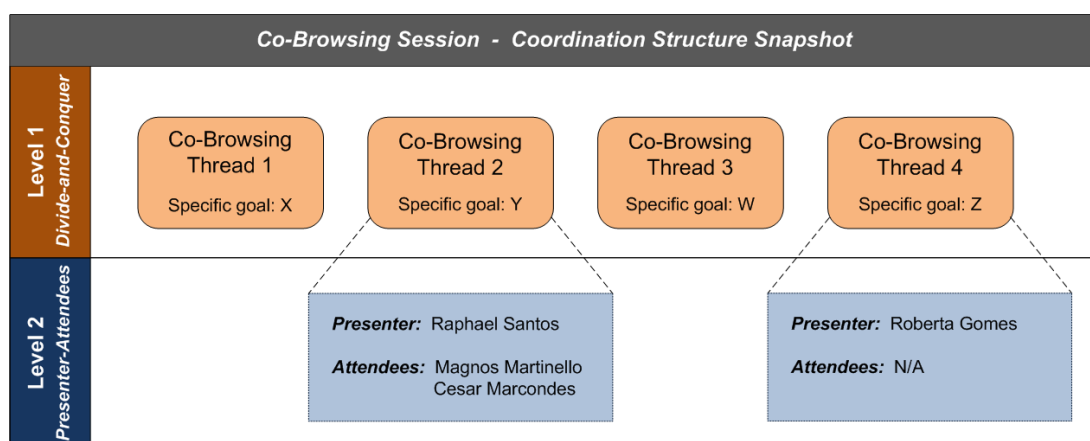 Co-Browsing Session - Coordination Structure Snapshot
Level 1
Divide-and-Conquer
Co-Browsing
Thread 1
Specific goal: X
Co-Browsing
Thread 2
Specific goal: Y
Co-Browsing
Thread 3
Specific goal: W
Co-Browsing
Thread 4
Specific goal: Z
Level 2
Presenter-Attendees
Presenter: Raphael Santos
Attendees: Magnos Martinello
Cesar Marcondes
Presenter: Roberta Gomes
Attendees: N/A